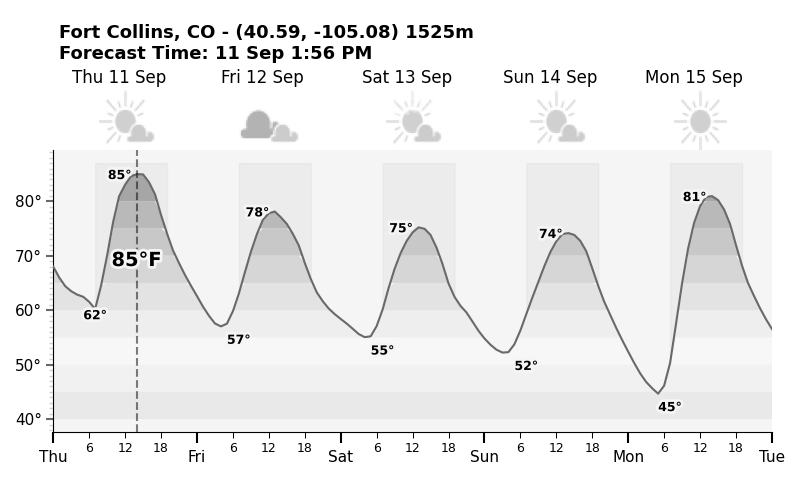 Fort Collins, CO - (40.59, -105.08) 1525m
Forecast Time: 11 Sep 1:56 PM
Thu 11 Sep Fri 12 Sep Sat 13 Sep Sun 14 Sep Mon 15 Sep
85° 78° 75° 74° 81°
85°F
62° 57° 55° 52° 45°
80°
70°
60°
50°
40°
6 12 18 6 12 18 6 12 18 6 12 18 6 12 18
Thu Fri Sat Sun Mon Tue